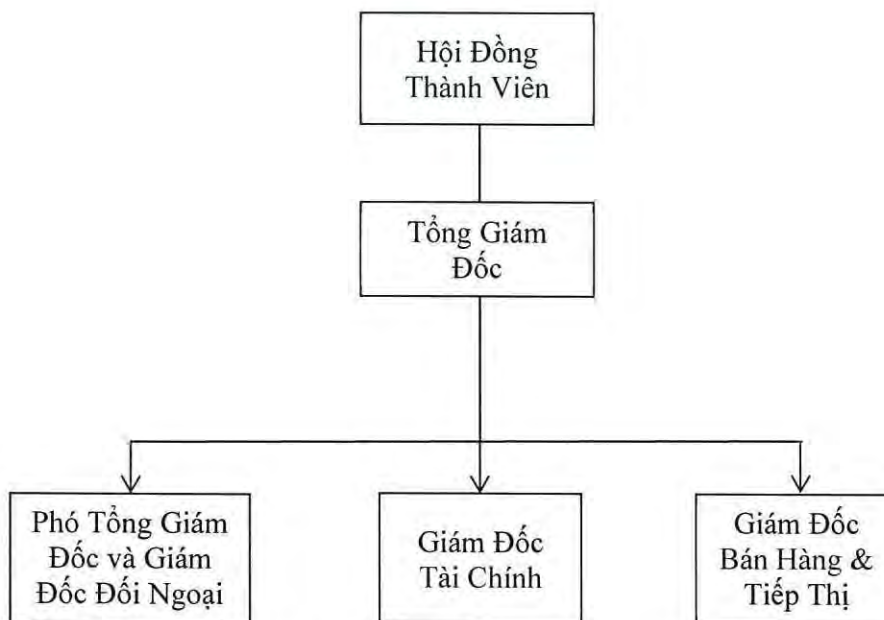 Hội Đồng
Thành Viên
Tổng Giám
Đốc
Phó Tổng Giám
Đốc và Giám
Đốc Đối Ngoại
Giám Đốc
Tài Chính
Giám Đốc
Bán Hàng &
Tiếp Thị